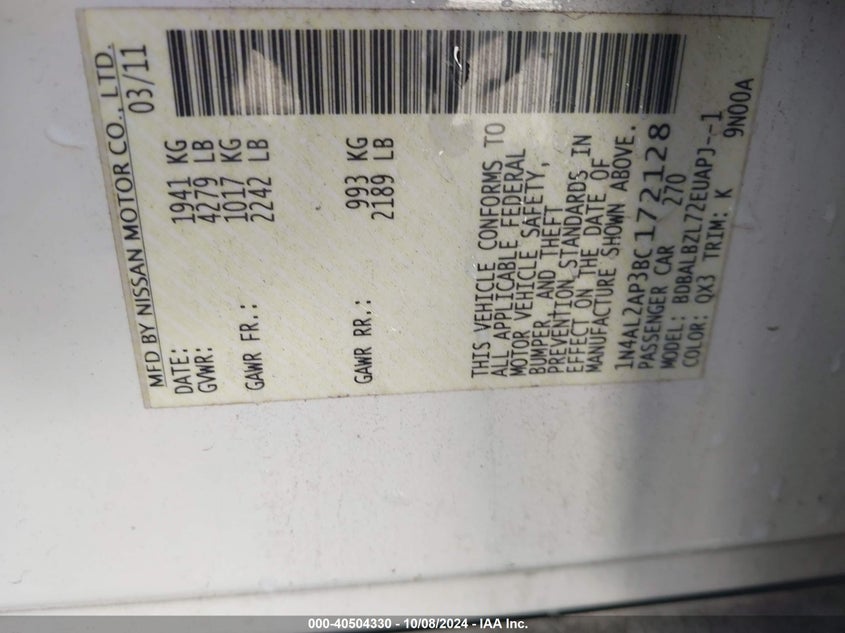 MFD BY NISSAN MOTOR CO., LTD.
DATE: 03/11
GVWR: 1941 KG
4279 LB
GAWR FR.: 1017 KG
2242 LB
GAWR RR.: 993 KG
2189 LB
THIS VEHICLE CONFORMS TO
ALL APPLICABLE FEDERAL
MOTOR VEHICLE SAFETY,
BUMPER, AND THEFT
PREVENTION STANDARDS IN
EFFECT ON THE DATE OF
MANUFACTURE SHOWN ABOVE.
1N4AL2AP3BC172128
PASSENGER CAR 270
MODEL: BDBALBZL72EUAPJ--1
COLOR: QX3 TRIM: K 9N00A
000-40504330 - 10/08/2024 - IAA Inc.